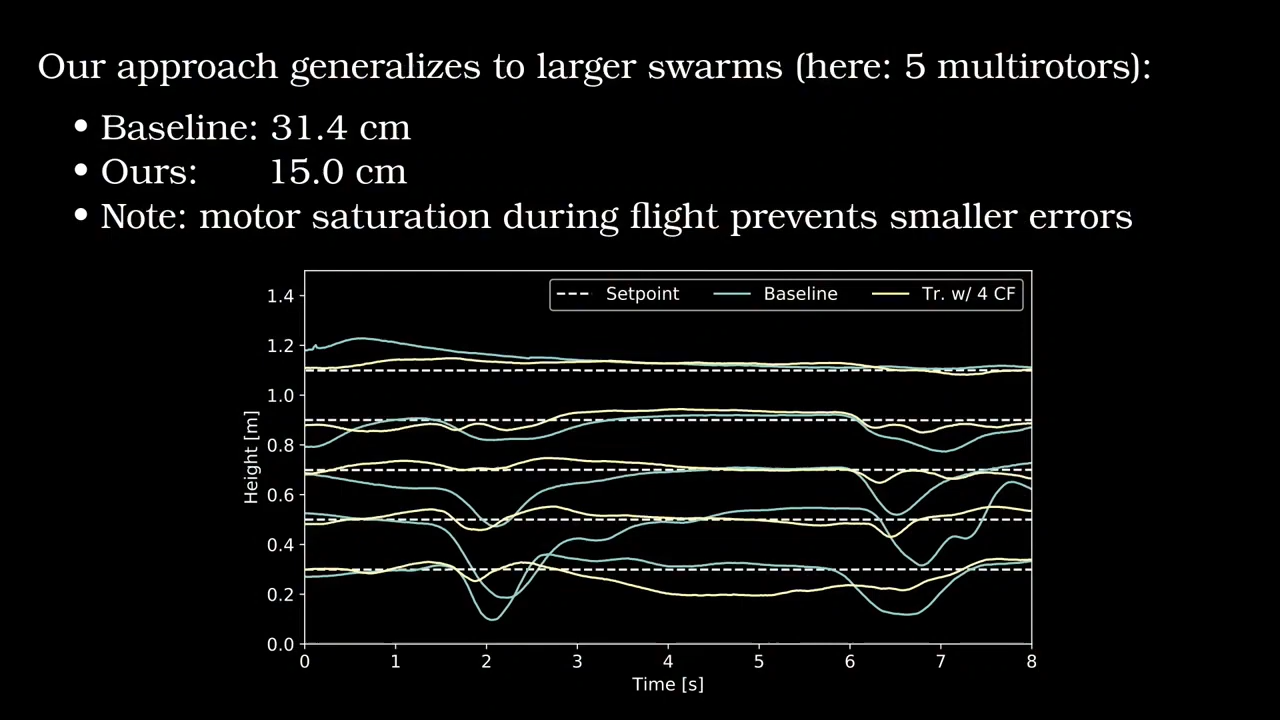 Our approach generalizes to larger swarms (here: 5 multirotors):
• Baseline: 31.4 cm
• Ours: 15.0 cm
• Note: motor saturation during flight prevents smaller errors
Setpoint Baseline Tr. w/ 4 CF
1.4
1.2
1.0
0.8
0.6
0.4
0.2
0.0
Height [m]
0 1 2 3 4 5 6 7 8
Time [s]